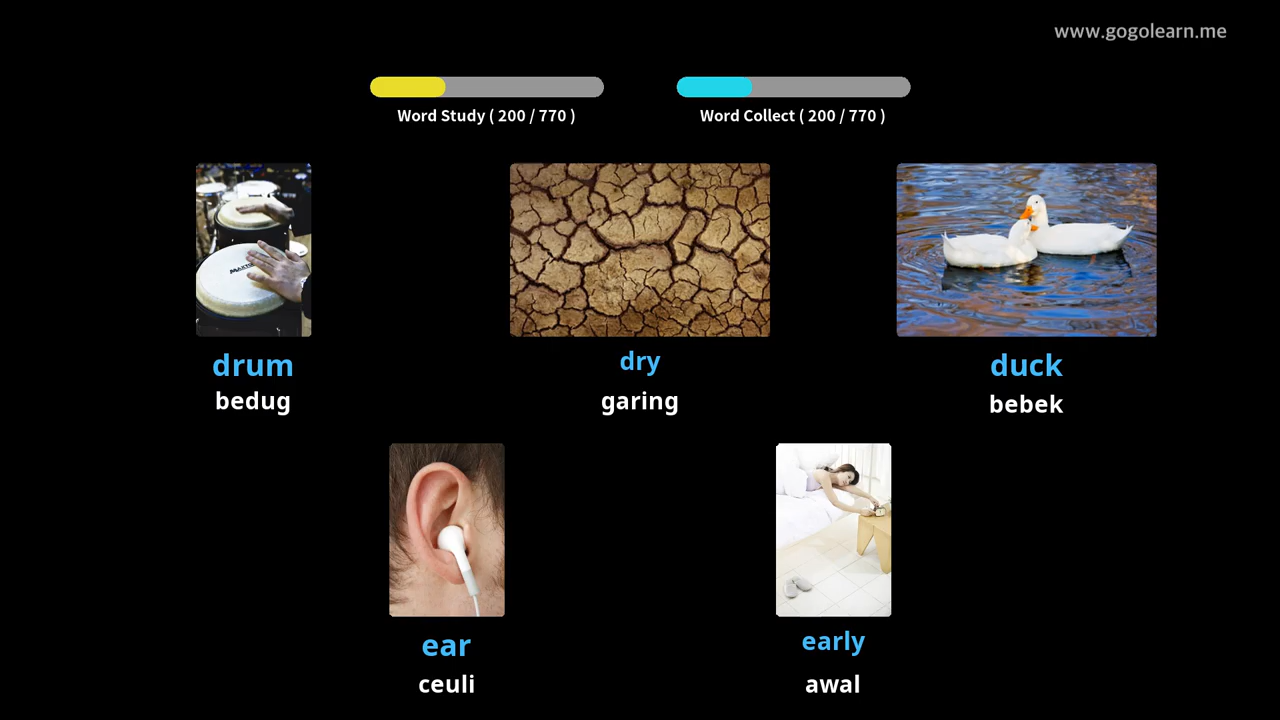 www.gogolearn.me
Word Study ( 200 / 770 )
Word Collect ( 200 / 770 )
drum
bedug
dry
garing
duck
bebek
ear
ceuli
early
awal